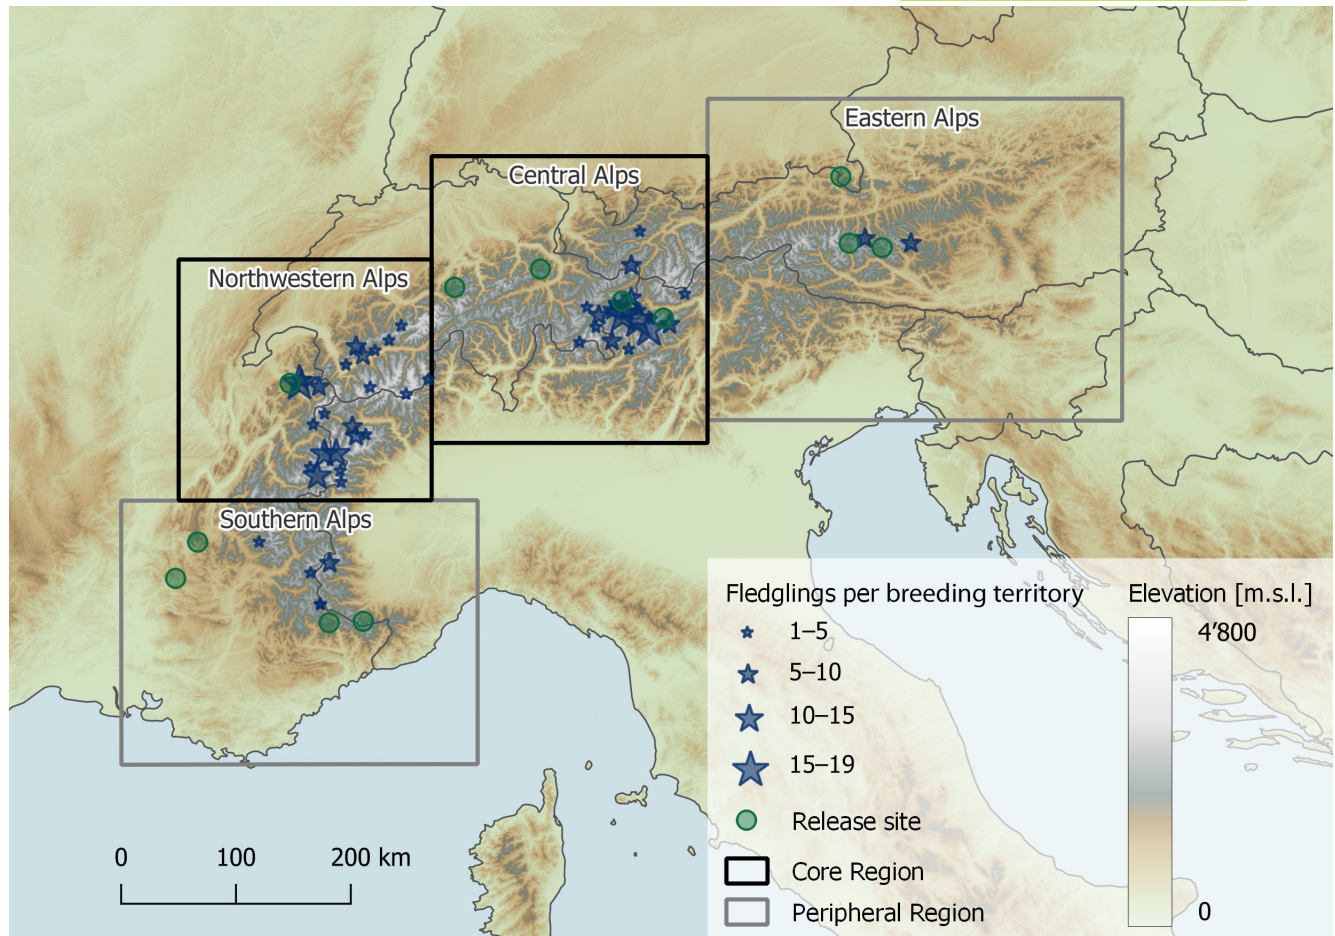 Eastern Alps
Central Alps
Northwestern Alps
Southern Alps
Fledglings per breeding territory
1–5
5–10
10–15
15–19
Release site
Core Region
Peripheral Region
Elevation [m.s.l.]
4'800
0
0 100 200 km